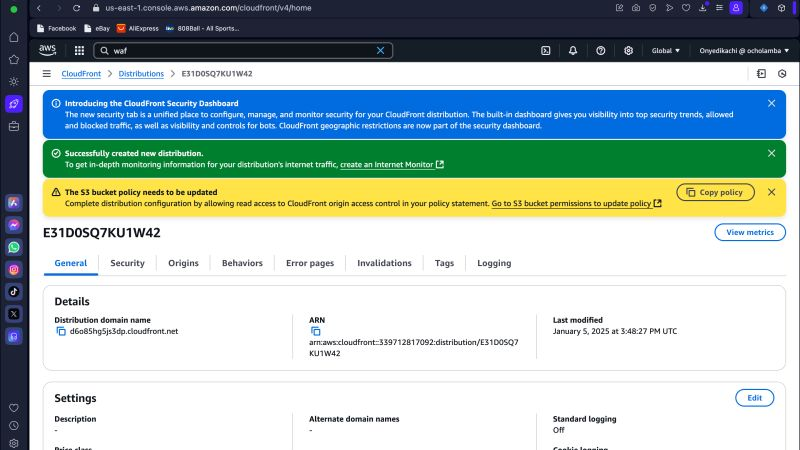 us-east-1.console.aws.amazon.com/cloudfront/v4/home
Facebook
eBay
AliExpress
808Ball - All Sports...
aws
waf
Global
Onyedikachi @ ocholamba
CloudFront > Distributions > E31D0SQ7KU1W42
Introducing the CloudFront Security Dashboard
The new security tab is a unified place to configure, manage, and monitor security for your CloudFront distribution. The built-in dashboard gives you visibility into top security trends, allowed
and blocked traffic, as well as visibility and controls for bots. CloudFront geographic restrictions are now part of the security dashboard.
Successfully created new distribution.
To get in-depth monitoring information for your distribution's internet traffic, create an Internet Monitor
The S3 bucket policy needs to be updated
Complete distribution configuration by allowing read access to CloudFront origin access control in your policy statement. Go to S3 bucket permissions to update policy
Copy policy
E31D0SQ7KU1W42
View metrics
General
Security
Origins
Behaviors
Error pages
Invalidations
Tags
Logging
Details
Distribution domain name
d6o85hg5js3dp.cloudfront.net
ARN
arn:aws:cloudfront::339712817092:distribution/E31D0SQ7
KU1W42
Last modified
January 5, 2025 at 3:48:27 PM UTC
Settings
Edit
Description
-
Alternate domain names
-
Standard logging
Off
Price class
Cookie logging